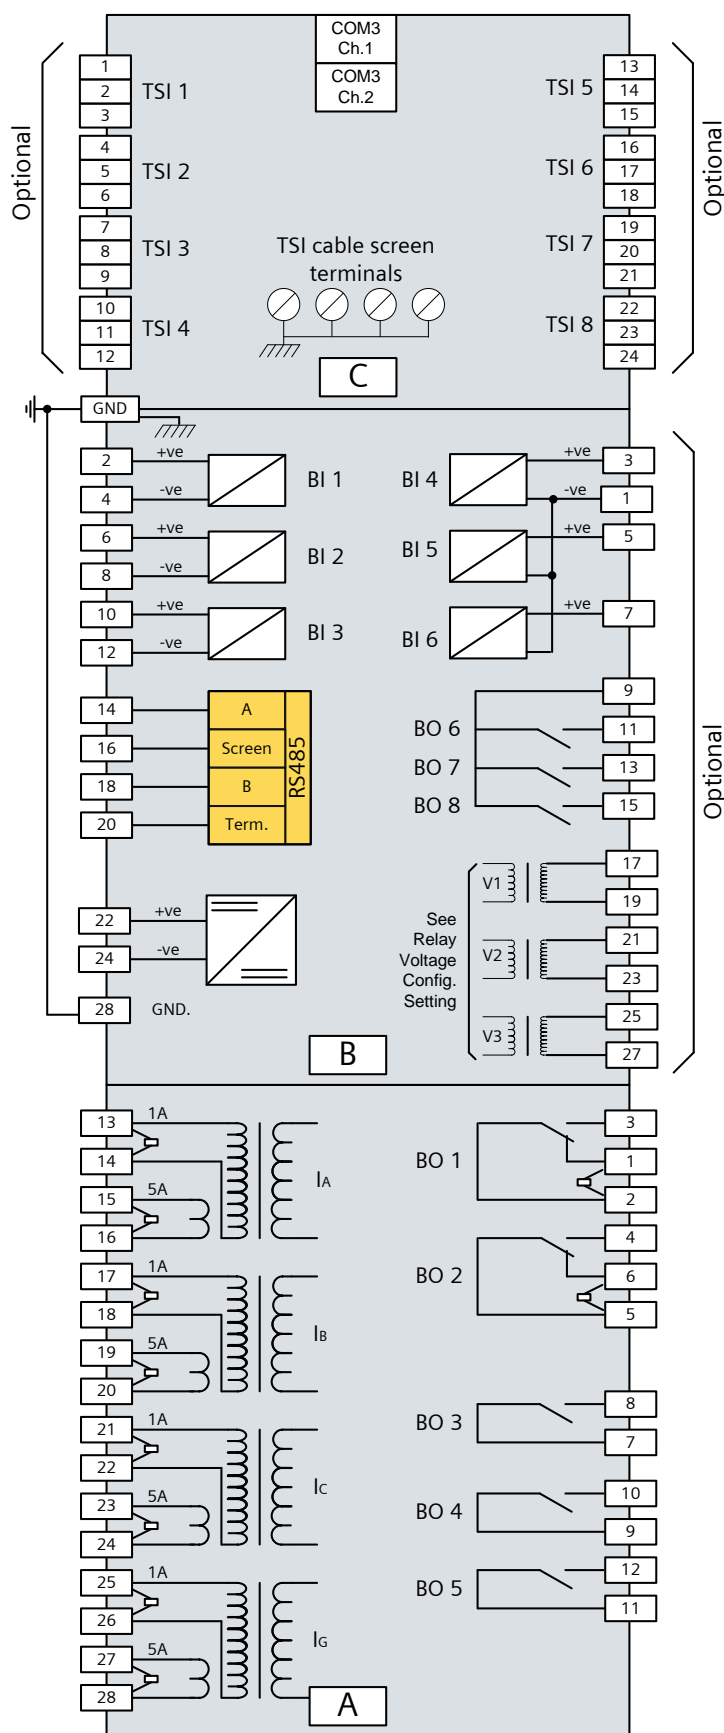 COM3
Ch.1
COM3
Ch.2
Optional
1
2
3
TSI 1
4
5
6
TSI 2
7
8
9
TSI 3
10
11
12
TSI 4
13
14
15
TSI 5
16
17
18
TSI 6
19
20
21
TSI 7
22
23
24
TSI 8
Optional
TSI cable screen
terminals
C
GND
2
+ve
4
-ve
BI 1
6
+ve
8
-ve
BI 2
10
+ve
12
-ve
BI 3
BI 4
+ve
3
-ve
1
BI 5
+ve
5
BI 6
+ve
7
Optional
14
A
16
Screen
18
B
20
Term.
RS485
9
BO 6
11
BO 7
13
BO 8
15
22
+ve
24
-ve
28
GND.
See
Relay
Voltage
Config.
Setting
V1
17
19
V2
21
23
V3
25
27
B
13
1A
14
15
5A
16
IA
17
1A
18
19
5A
20
IB
21
1A
22
23
5A
24
IC
25
1A
26
27
5A
28
IG
BO 1
3
1
2
BO 2
4
6
5
BO 3
8
7
BO 4
10
9
BO 5
12
11
A